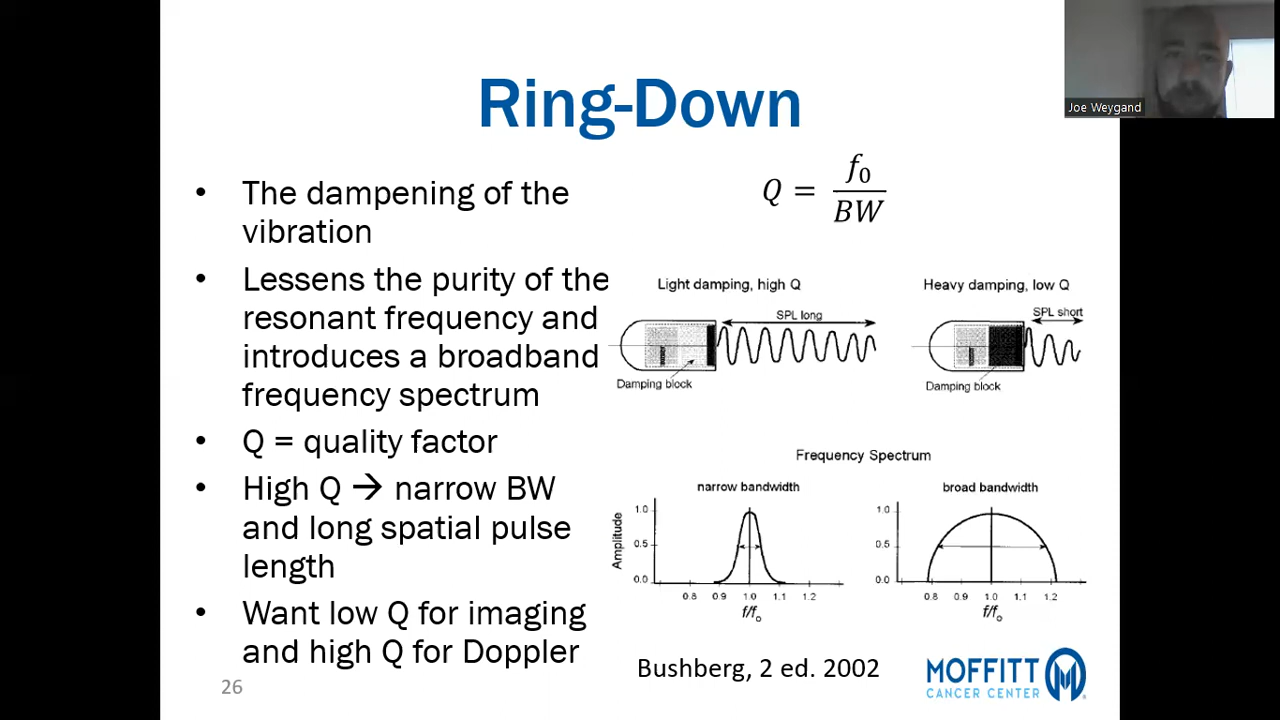 Joe Weygand
Ring-Down
• The dampening of the
vibration
• Lessens the purity of the
resonant frequency and
introduces a broadband
frequency spectrum
• Q = quality factor
• High Q → narrow BW
and long spatial pulse
length
• Want low Q for imaging
and high Q for Doppler
Q = f₀/BW
Light damping, high Q
SPL long
Damping block
Heavy damping, low Q
SPL short
Damping block
Frequency Spectrum
narrow bandwidth
Amplitude
1.0
0.5
0.0
0.8 0.9 1.0 1.1 1.2
f/fₒ
broad bandwidth
1.0
0.5
0.0
0.8 0.9 1.0 1.1 1.2
f/fₒ
Bushberg, 2 ed. 2002
MOFFITT
CANCER CENTER
®
26